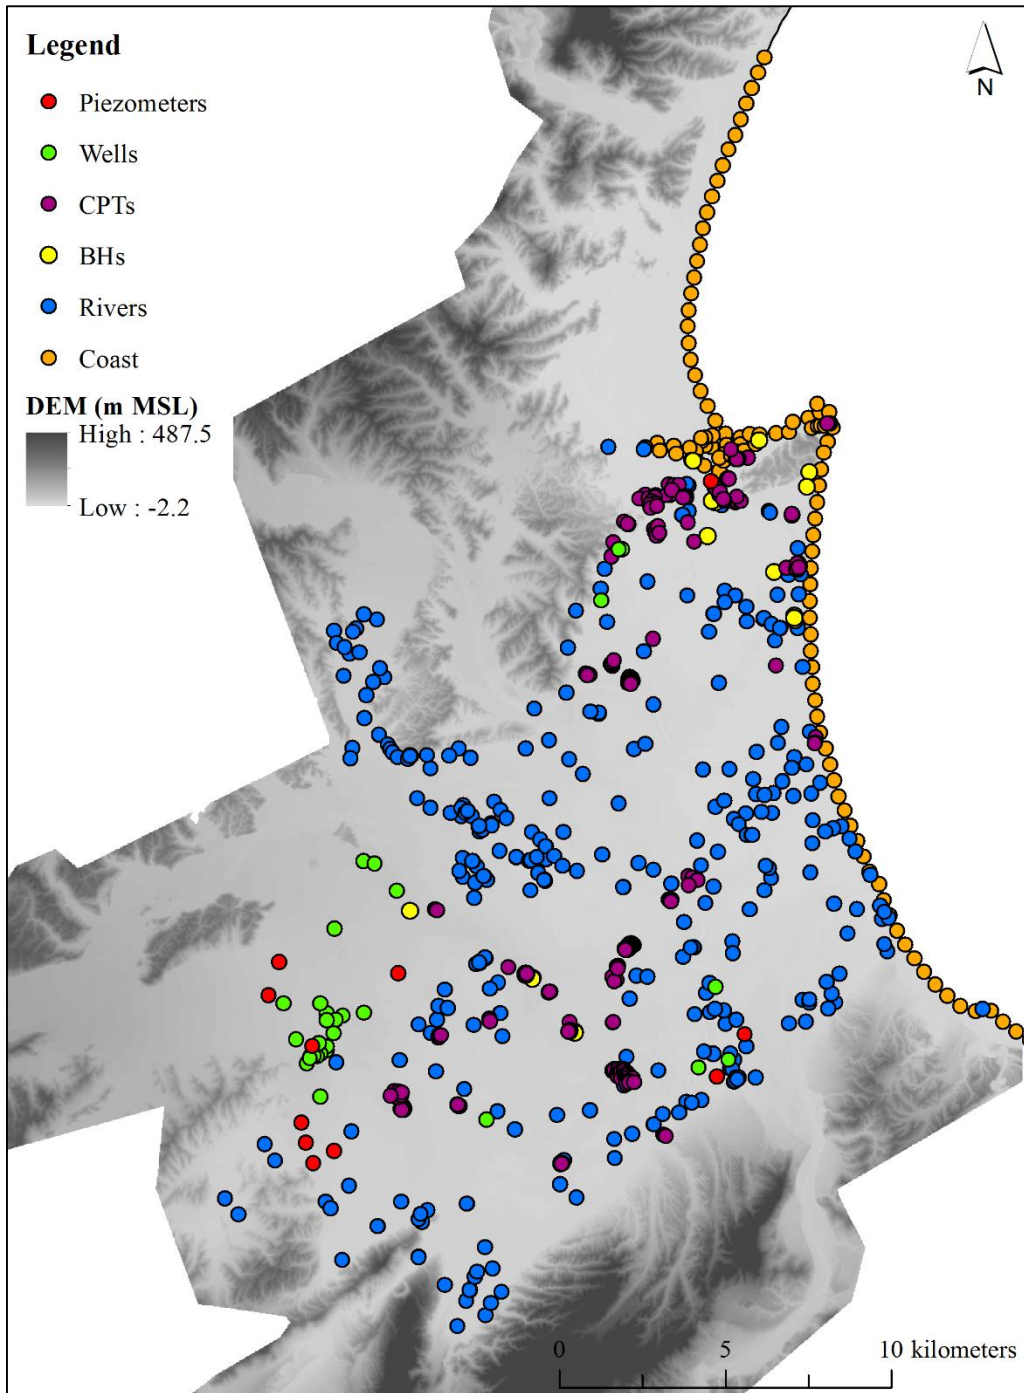 Legend
Piezometers
Wells
CPTs
BHs
Rivers
Coast
DEM (m MSL)
High : 487.5
Low : -2.2
N
0 5 10 kilometers